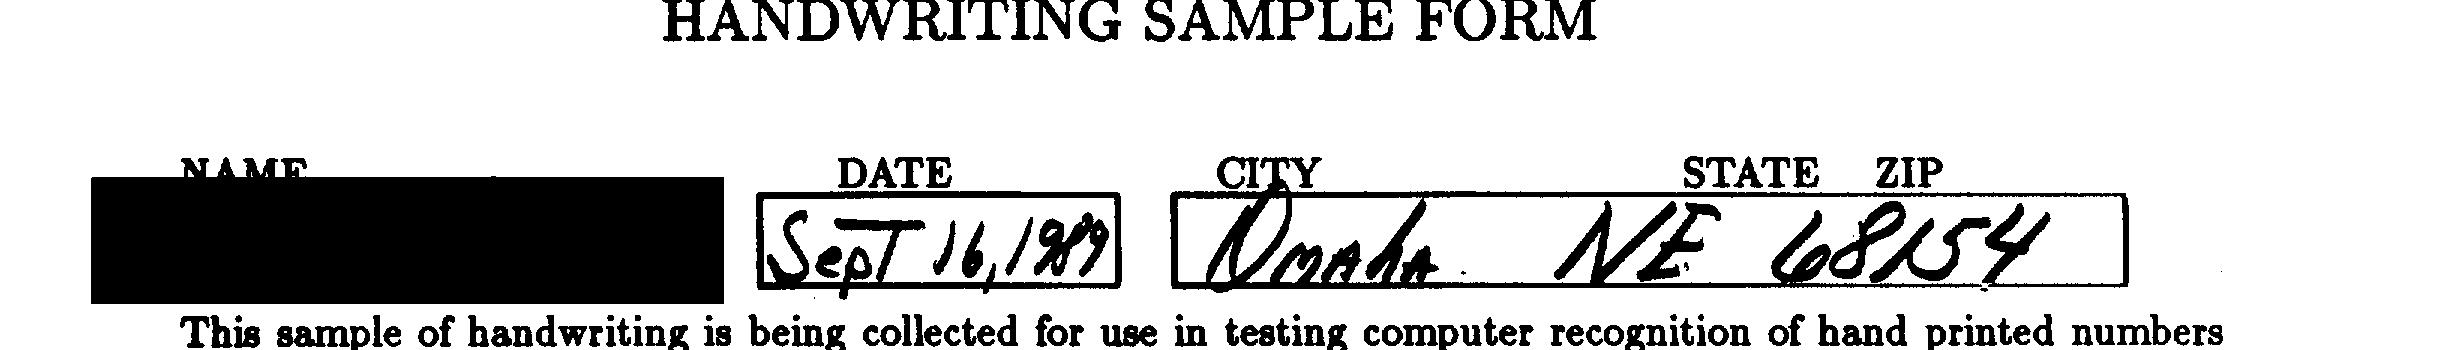 HANDWRITING SAMPLE FORM
NAME DATE CITY STATE ZIP
SepT 16, 1989 Omaha NE 68154
This sample of handwriting is being collected for use in testing computer recognition of hand printed numbers